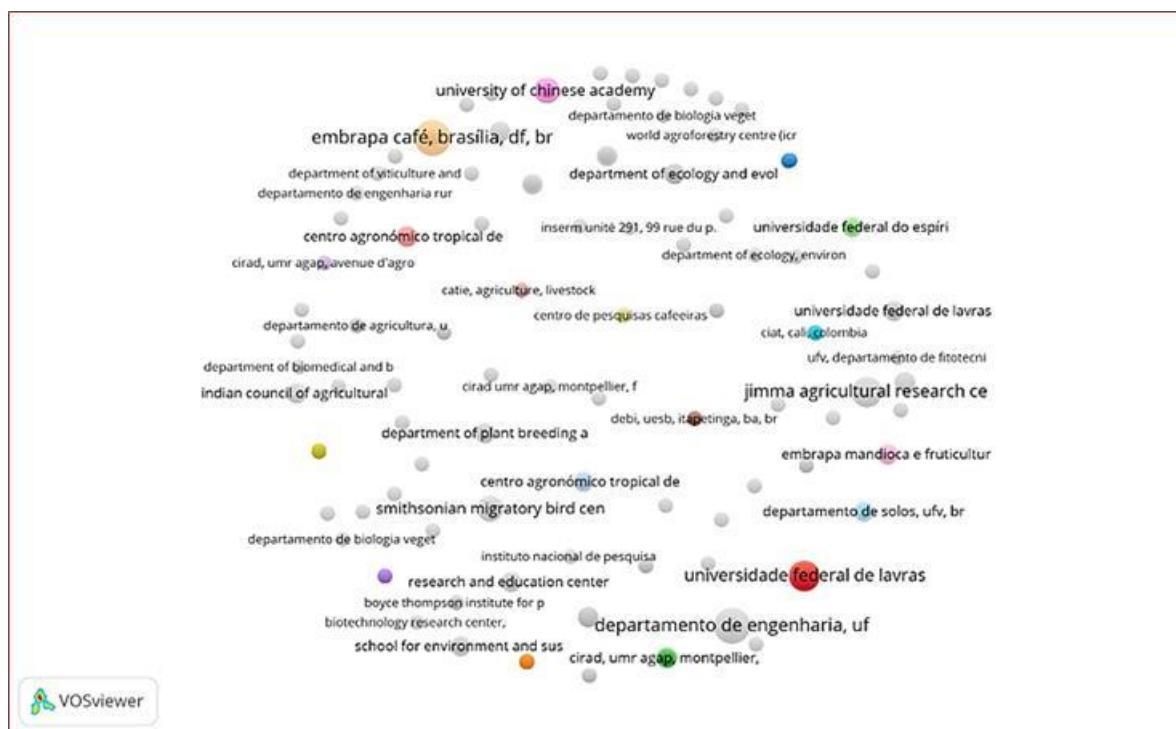 university of chinese academy
departamento de biologia veget
embrapa café, brasília, df, br
world agroforestry centre (icr
department of viticulture and
department of ecology and evol
departamento de engenharia rur
centro agronómico tropical de
inserm unité 291, 99 rue du p.
universidade federal do espíri
cirad, umr agap, avenue d'agro
department of ecology, environ
catie, agriculture, livestock
centro de pesquisas cafeeiras
universidade federal de lavras
departamento de agricultura, u
ciat, cali, colombia
ufv, departamento de fitotecni
department of biomedical and b
indian council of agricultural
cirad umr agap, montpellier, f
jimma agricultural research ce
debi, uesb, itapetinga, ba, br
department of plant breeding a
embrapa mandioca e fruticultur
centro agronómico tropical de
smithsonian migratory bird cen
departamento de solos, ufv, br
departamento de biologia veget
instituto nacional de pesquisa
research and education center
universidade federal de lavras
boyce thompson institute for p
biotechnology research center,
departamento de engenharia, uf
school for environment and sus
cirad, umr agap, montpellier,
VOSviewer